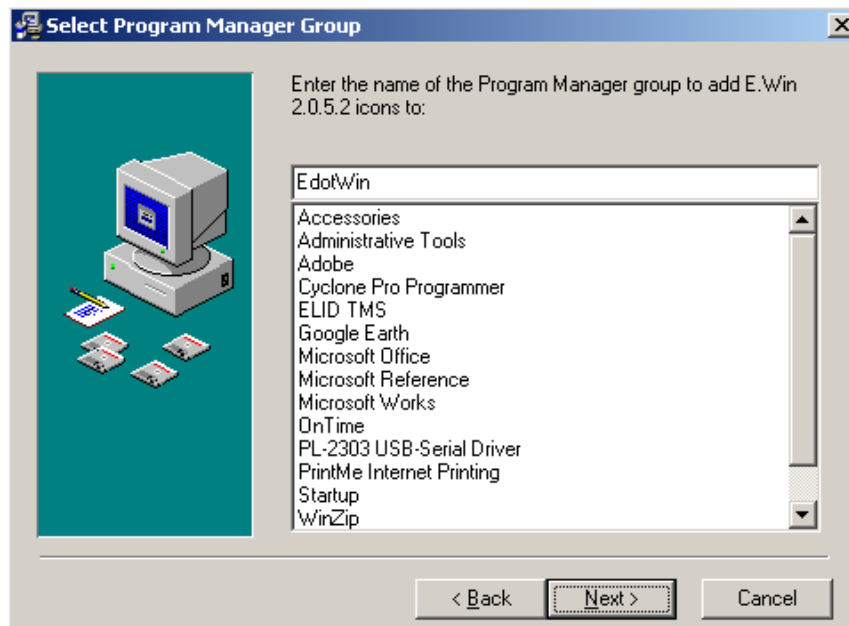 Select Program Manager Group
Enter the name of the Program Manager group to add E.Win
2.0.5.2 icons to:
EdotWin
Accessories
Administrative Tools
Adobe
Cyclone Pro Programmer
ELID TMS
Google Earth
Microsoft Office
Microsoft Reference
Microsoft Works
OnTime
PL-2303 USB-Serial Driver
PrintMe Internet Printing
Startup
WinZip
< Back Next > Cancel